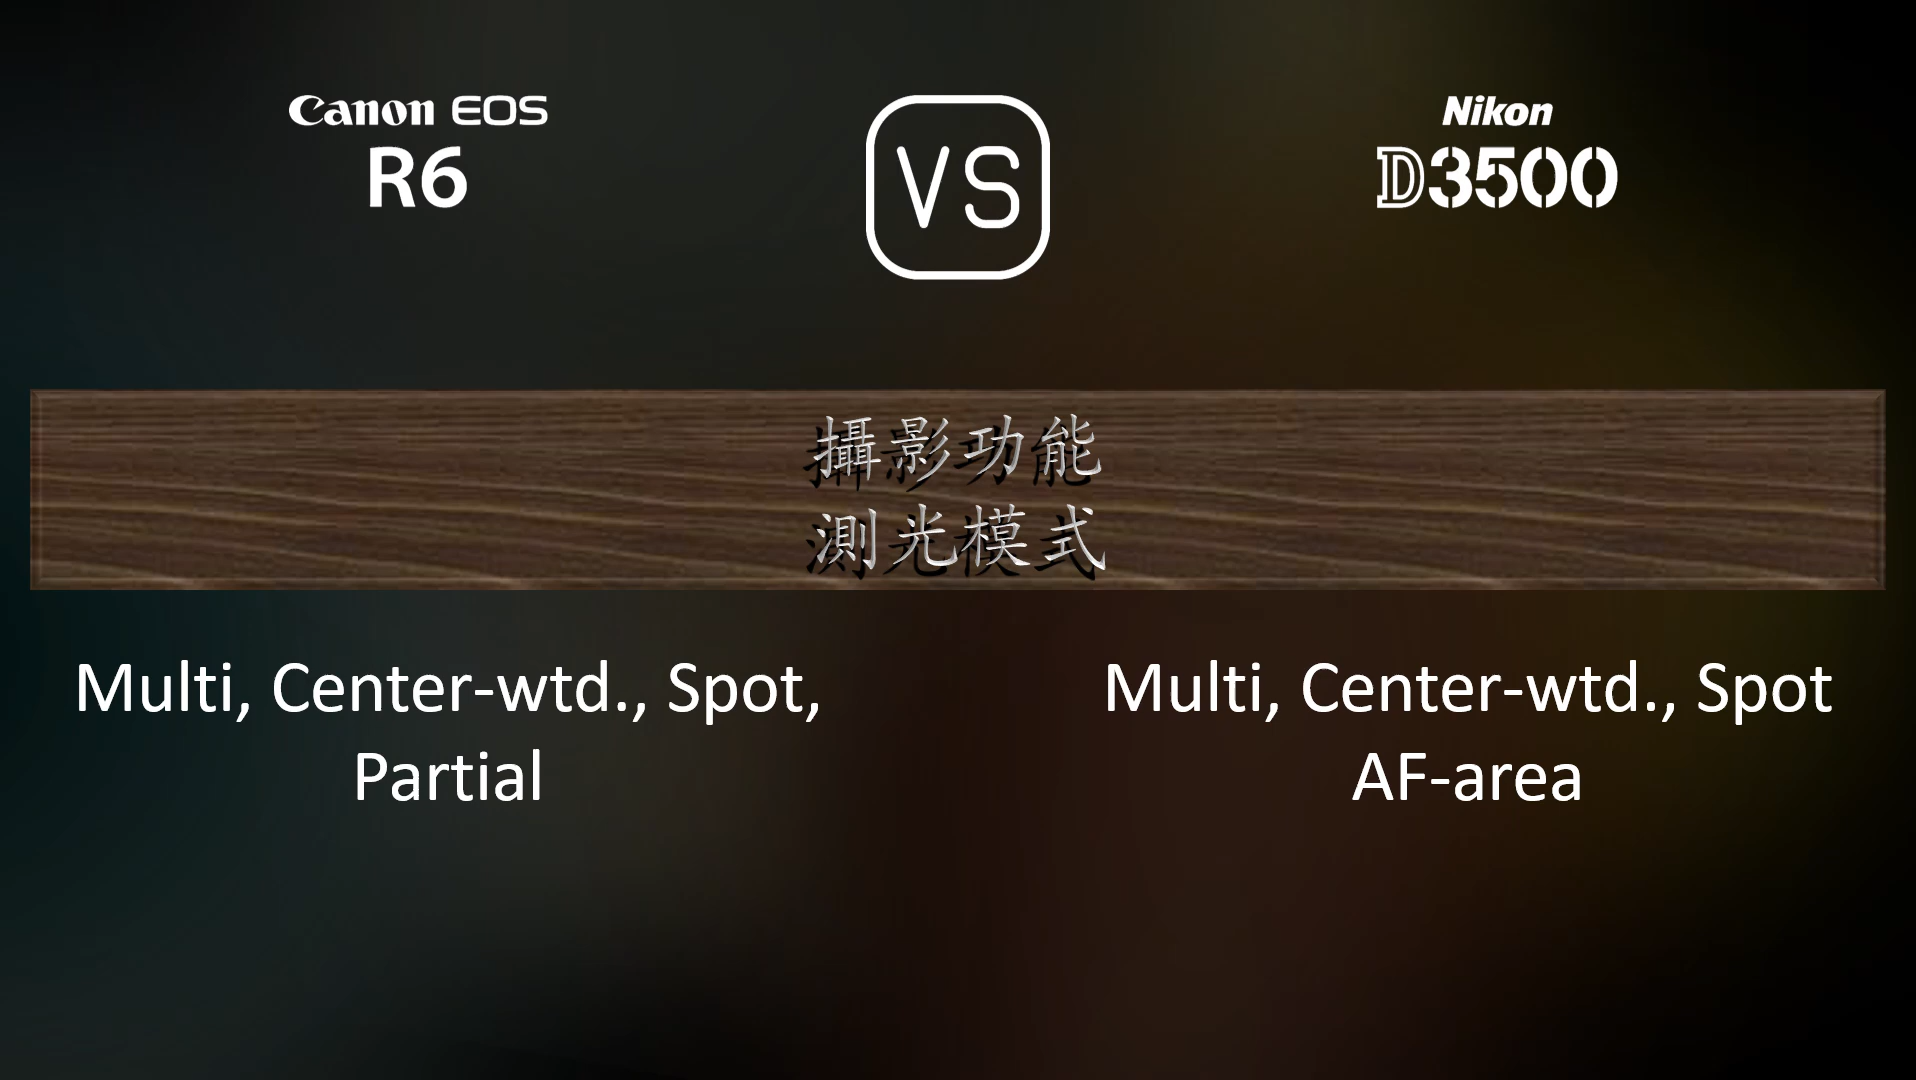 Canon EOS
R6
VS
Nikon
D3500
攝影功能
測光模式
Multi, Center-wtd., Spot,
Partial
Multi, Center-wtd., Spot
AF-area